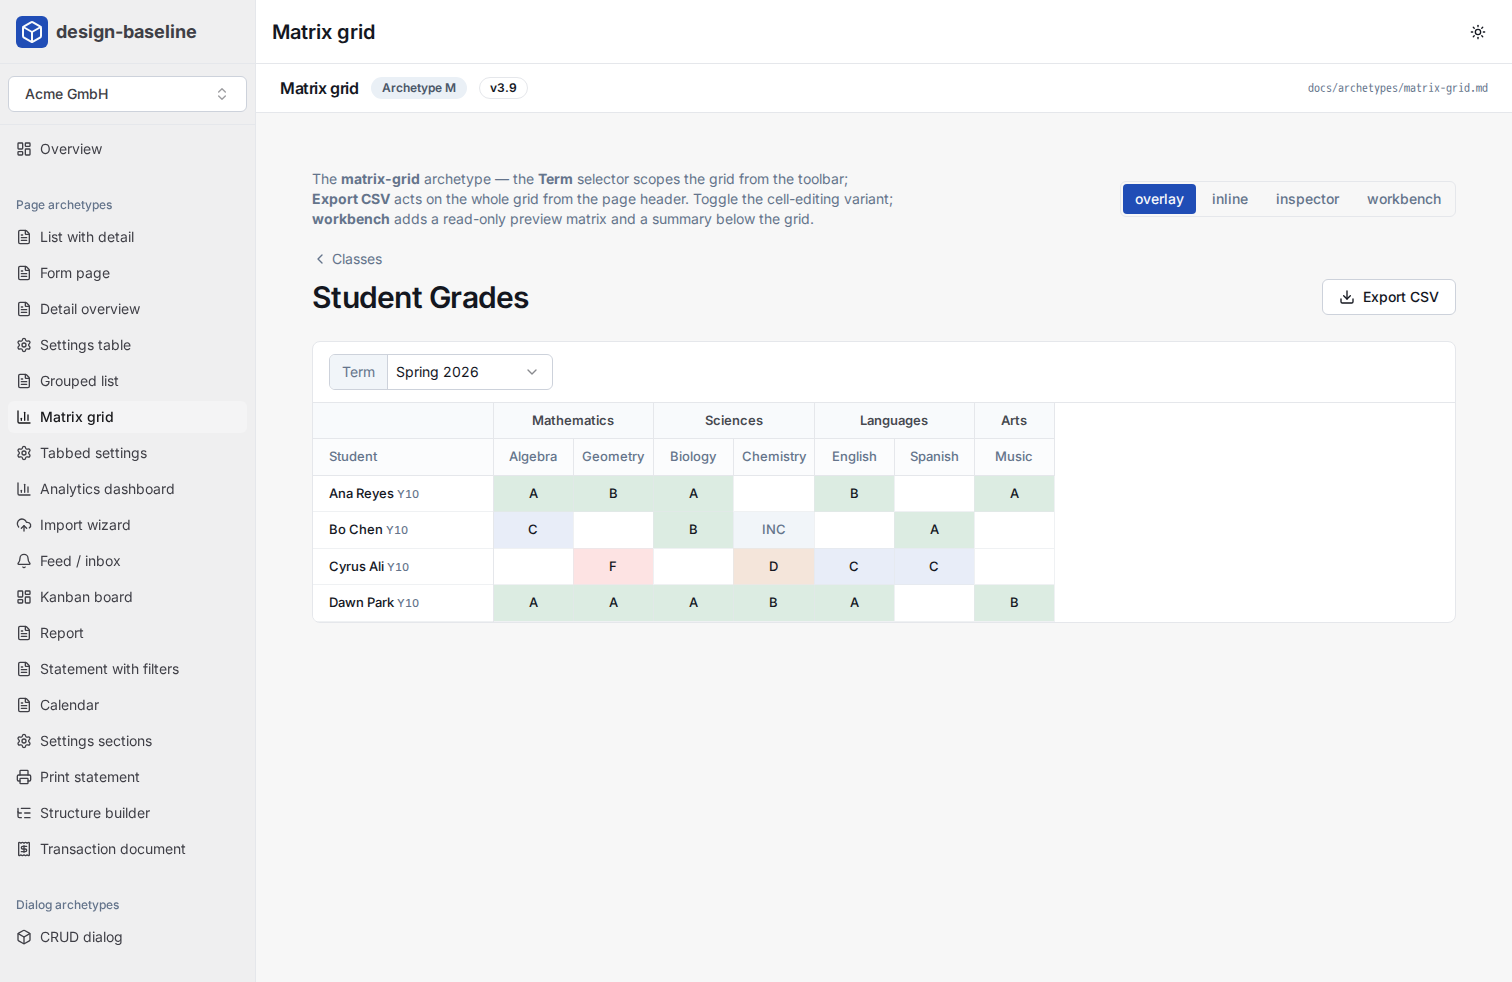 design-baseline
Matrix grid
Acme GmbH
Matrix grid
Archetype M
v3.9
docs/archetypes/matrix-grid.md
Overview
Page archetypes
List with detail
Form page
Detail overview
Settings table
Grouped list
Matrix grid
Tabbed settings
Analytics dashboard
Import wizard
Feed / inbox
Kanban board
Report
Statement with filters
Calendar
Settings sections
Print statement
Structure builder
Transaction document
Dialog archetypes
CRUD dialog
The matrix-grid archetype — the Term selector scopes the grid from the toolbar;
Export CSV acts on the whole grid from the page header. Toggle the cell-editing variant;
workbench adds a read-only preview matrix and a summary below the grid.
overlay inline inspector workbench
Classes
Student Grades
Export CSV
Term Spring 2026
Mathematics Sciences Languages Arts
Student Algebra Geometry Biology Chemistry English Spanish Music
Ana Reyes Y10 A B A B A
Bo Chen Y10 C B INC A
Cyrus Ali Y10 F D C C
Dawn Park Y10 A A A B A B